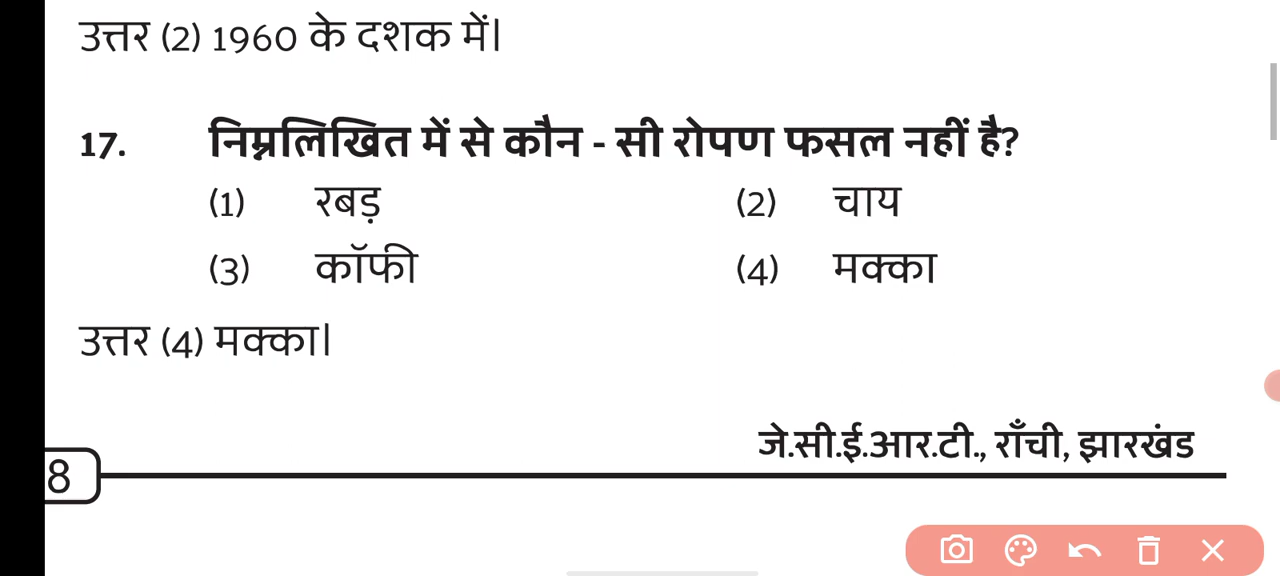 उत्तर (2) 1960 के दशक में।
17. निम्नलिखित में से कौन - सी रोपण फसल नहीं है?
(1) रबड़ (2) चाय
(3) कॉफी (4) मक्का
उत्तर (4) मक्का।
जे.सी.ई.आर.टी., राँची, झारखंड
8